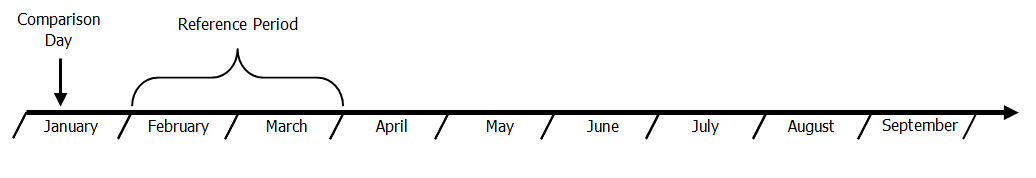 Comparison
Day
Reference Period
January
February
March
April
May
June
July
August
September